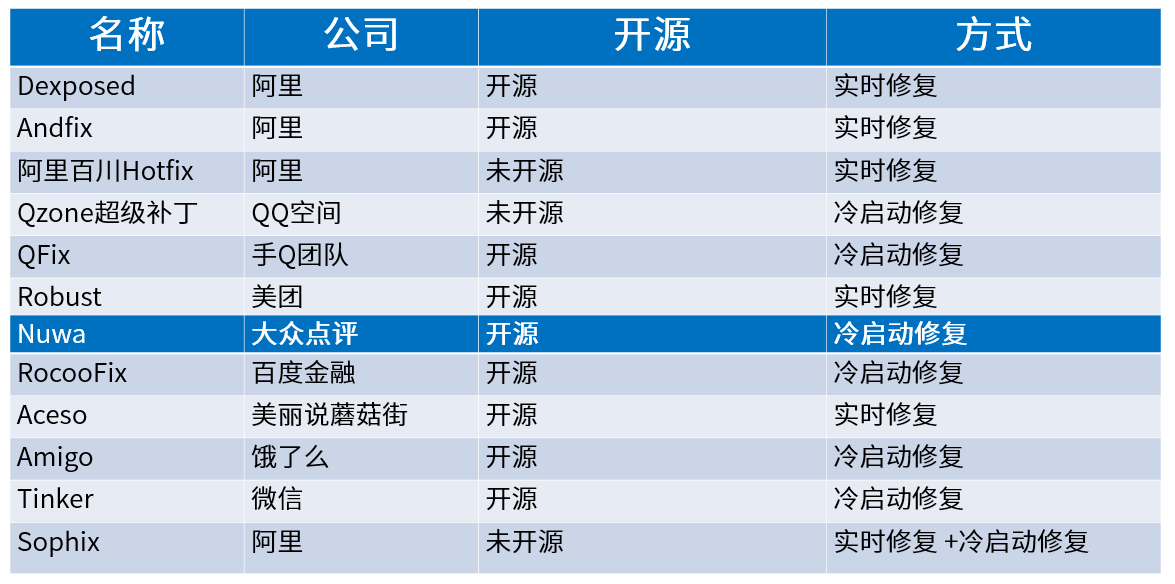 名称 公司 开源 方式
Dexposed 阿里 开源 实时修复
Andfix 阿里 开源 实时修复
阿里百川Hotfix 阿里 未开源 实时修复
Qzone超级补丁 QQ空间 未开源 冷启动修复
QFix 手Q团队 开源 冷启动修复
Robust 美团 开源 实时修复
Nuwa 大众点评 开源 冷启动修复
RocooFix 百度金融 开源 冷启动修复
Aceso 美丽说蘑菇街 开源 实时修复
Amigo 饿了么 开源 冷启动修复
Tinker 微信 开源 冷启动修复
Sophix 阿里 未开源 实时修复 +冷启动修复